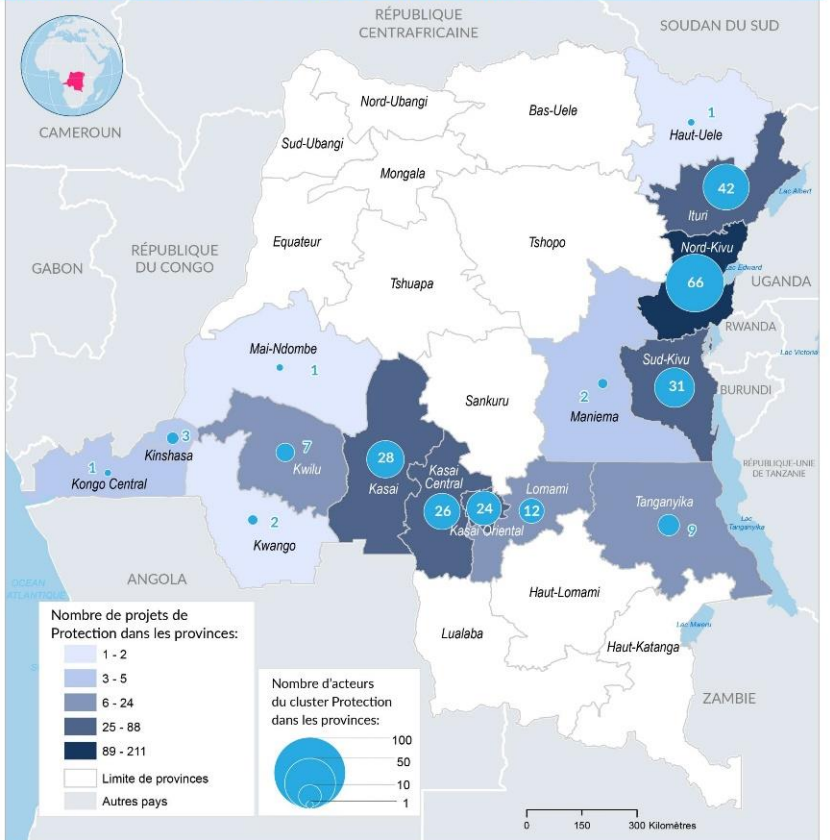 RÉPUBLIQUE
CENTRAFRICAINE
SOUDAN DU SUD
CAMEROUN
Nord-Ubangi
Bas-Uele
1
Haut-Uele
Sud-Ubangi
Mongala
42
Ituri
Lac Albert
Equateur
RÉPUBLIQUE
DU CONGO
Tshopo
Nord-Kivu
GABON
Tshuapa
Lac Edward
66
UGANDA
RWANDA
Mai-Ndombe
1
Sud-Kivu
Lac Victoria
31
2
Maniema
BURUNDI
Sankuru
3
Kinshasa
1
Kongo Central
7
Kwilu
28
Kasai
Kasai
Central
26
24
Kasai Oriental
Lomami
12
RÉPUBLIQUE-UNIE
DE TANZANIE
Tanganyika
9
Lac
Tanganyika
2
Kwango
ANGOLA
OCEAN
ATLANTIQUE
Haut-Lomami
Lualaba
Haut-Katanga
Lac Mweru
ZAMBIE
Nombre de projets de
Protection dans les provinces:
1 - 2
3 - 5
6 - 24
25 - 88
89 - 211
Limite de provinces
Autres pays
Nombre d'acteurs
du cluster Protection
dans les provinces:
100
50
10
1
0 150 300 Kilomètres